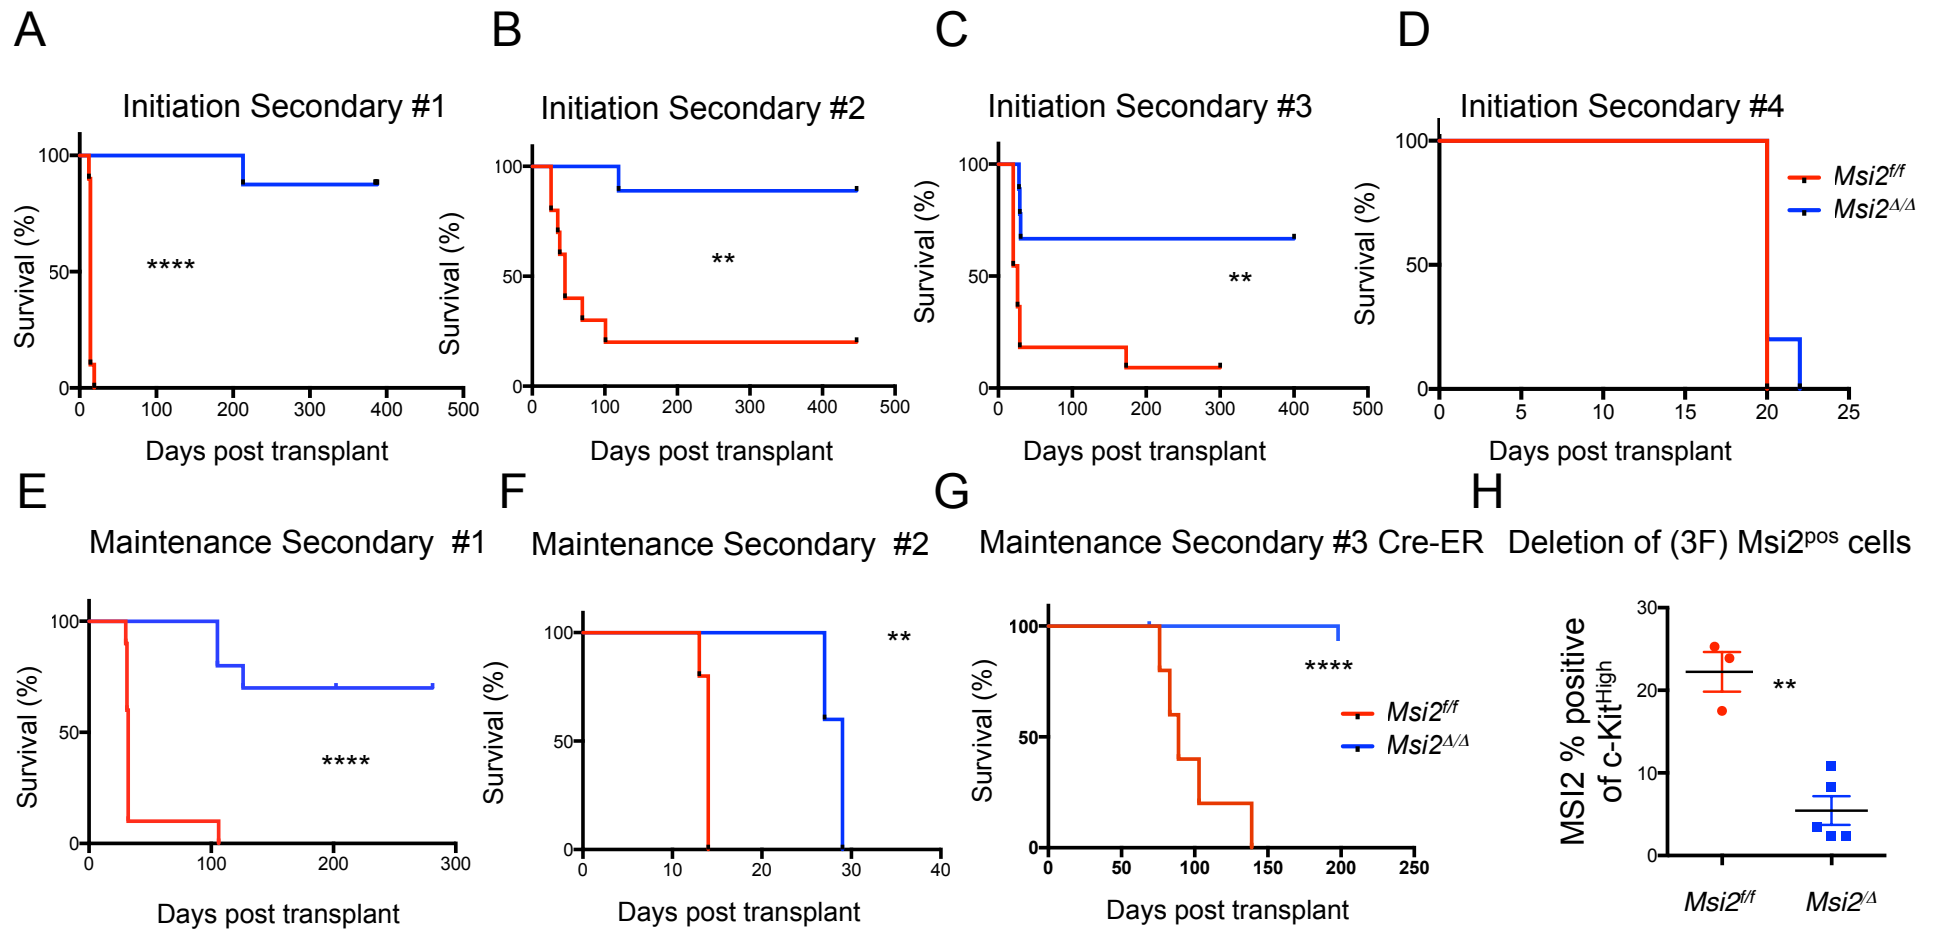 A
Initiation Secondary #1
Survival (%)
100
50
0
****
0 100 200 300 400 500
Days post transplant
B
Initiation Secondary #2
Survival (%)
100
50
0
**
0 100 200 300 400 500
Days post transplant
C
Initiation Secondary #3
Survival (%)
100
50
0
**
0 100 200 300 400 500
Days post transplant
D
Initiation Secondary #4
Survival (%)
100
50
0
0 5 10 15 20 25
Days post transplant
Msi2f/f
Msi2Δ/Δ
E
Maintenance Secondary #1
Survival (%)
100
50
0
****
0 100 200 300
Days post transplant
F
Maintenance Secondary #2
Survival (%)
100
50
0
**
0 10 20 30 40
Days post transplant
G
Maintenance Secondary #3 Cre-ER
Survival (%)
100
50
0
****
Msi2f/f
Msi2Δ/Δ
0 50 100 150 200 250
Days post transplant
H
Deletion of (3F) Msi2pos cells
MSI2 % positive
of c-KitHigh
30
20
10
0
**
Msi2f/f
Msi2/Δ